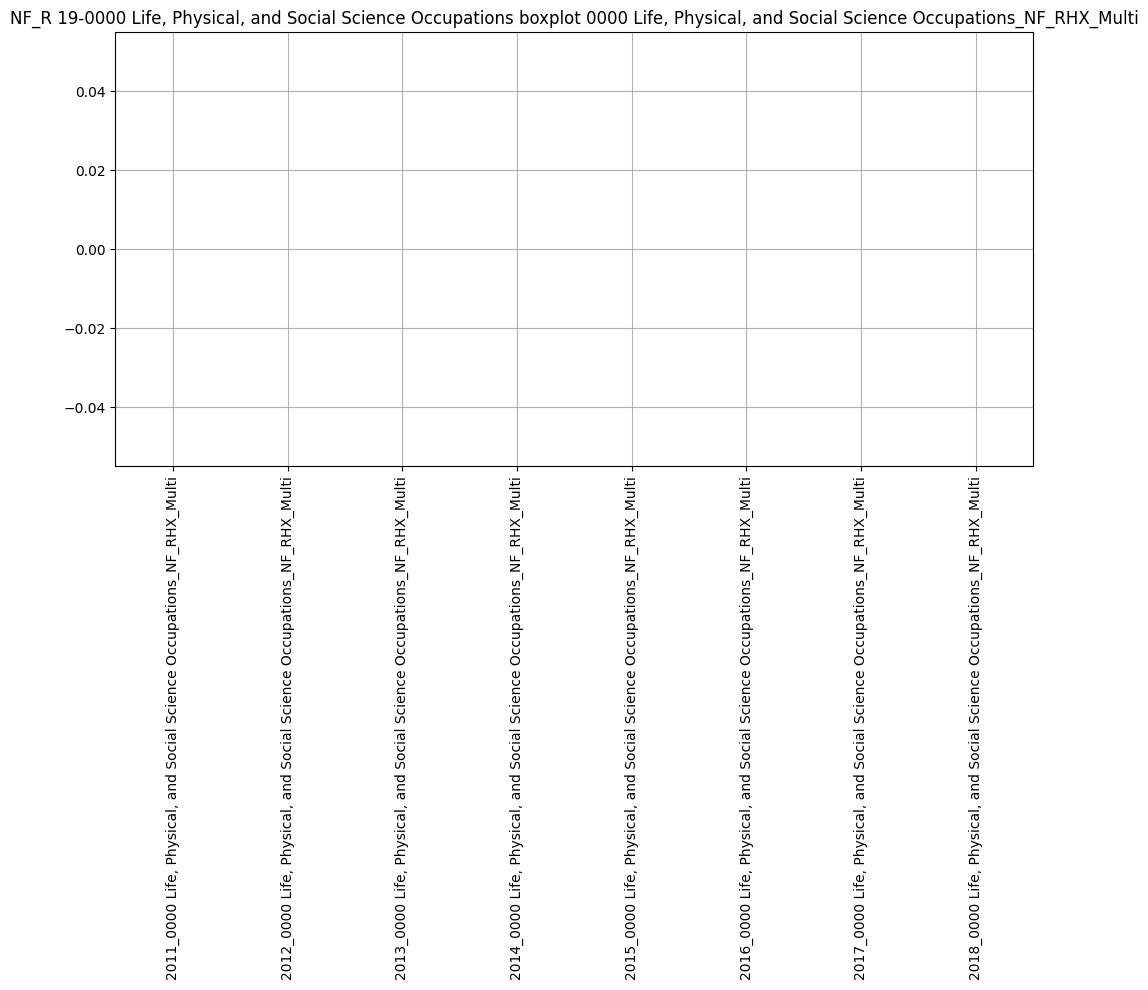 NF_R 19-0000 Life, Physical, and Social Science Occupations boxplot 0000 Life, Physical, and Social Science Occupations_NF_RHX_Multi
0.04
0.02
0.00
−0.02
−0.04
2011_0000 Life, Physical, and Social Science Occupations_NF_RHX_Multi
2012_0000 Life, Physical, and Social Science Occupations_NF_RHX_Multi
2013_0000 Life, Physical, and Social Science Occupations_NF_RHX_Multi
2014_0000 Life, Physical, and Social Science Occupations_NF_RHX_Multi
2015_0000 Life, Physical, and Social Science Occupations_NF_RHX_Multi
2016_0000 Life, Physical, and Social Science Occupations_NF_RHX_Multi
2017_0000 Life, Physical, and Social Science Occupations_NF_RHX_Multi
2018_0000 Life, Physical, and Social Science Occupations_NF_RHX_Multi